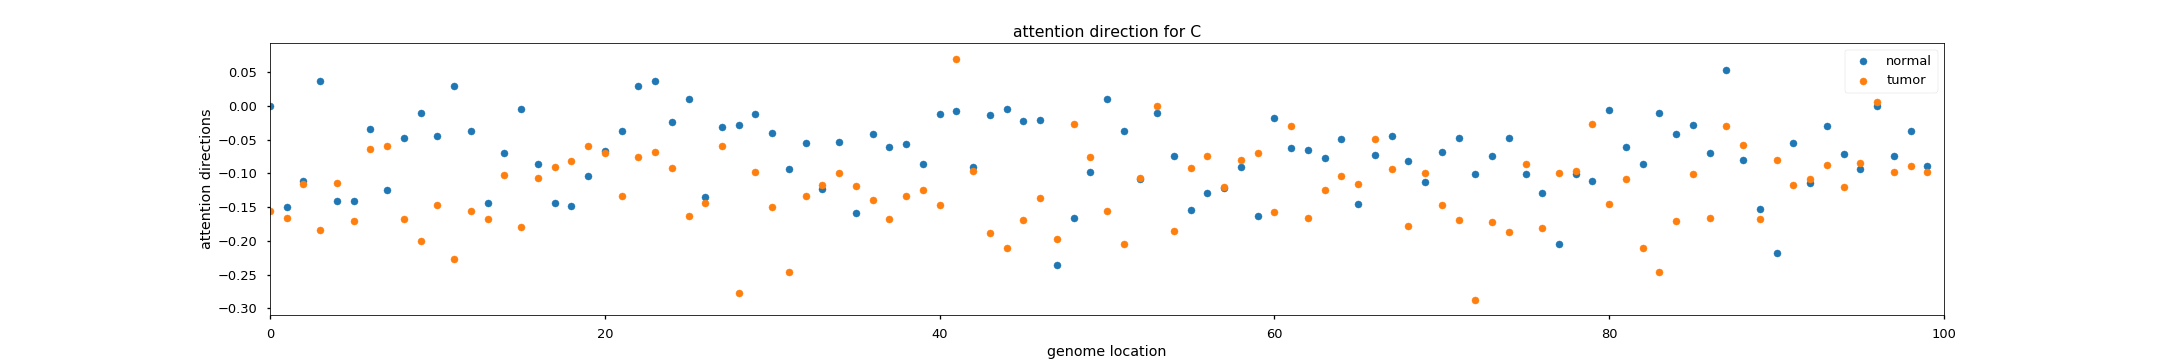 attention direction for C
normal
tumor
attention directions
0.05
0.00
−0.05
−0.10
−0.15
−0.20
−0.25
−0.30
0
20
40
60
80
100
genome location